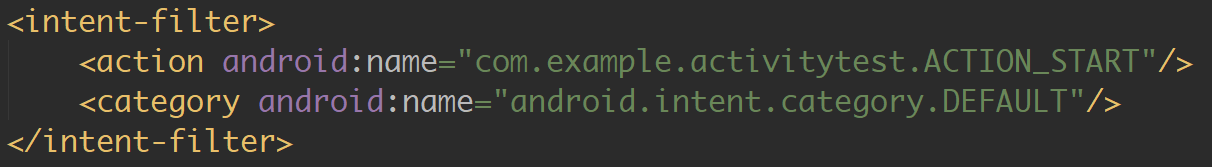 <intent-filter>
<action android:name="com.example.activitytest.ACTION_START"/>
<category android:name="android.intent.category.DEFAULT"/>
</intent-filter>